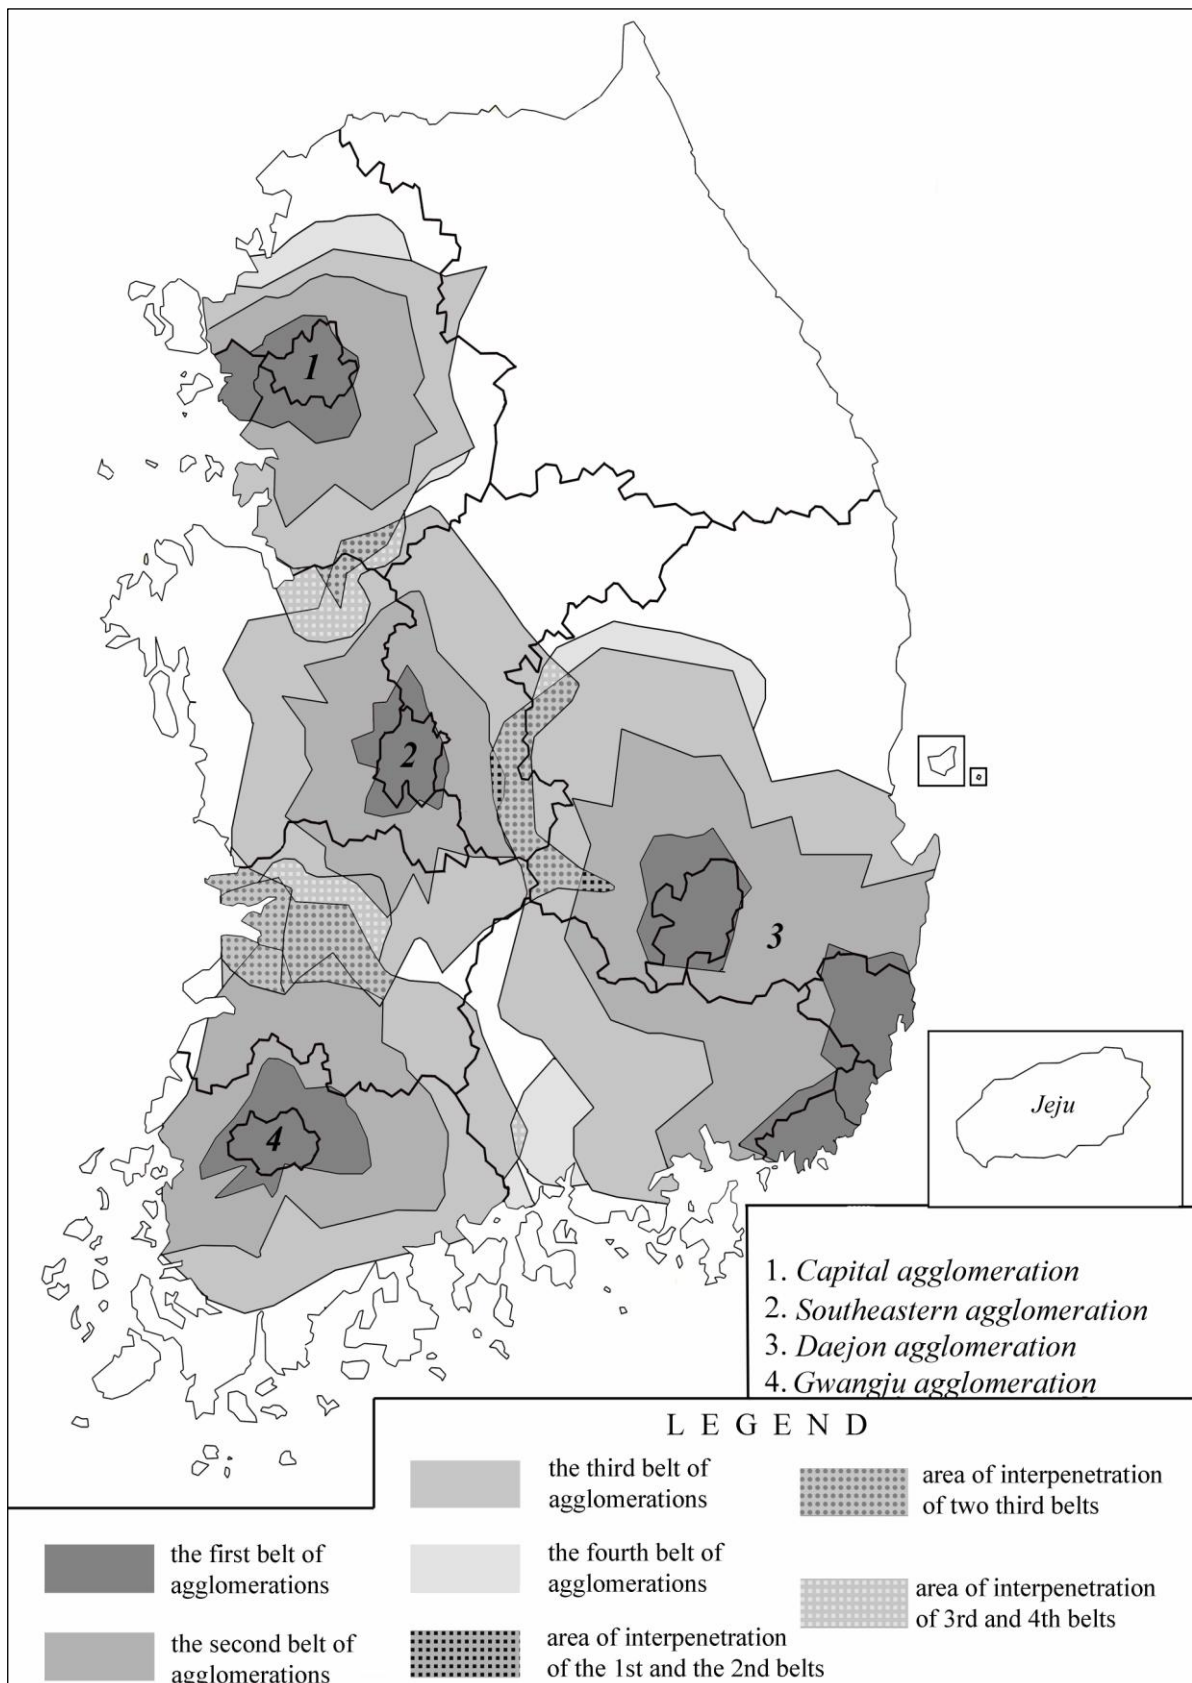 1
2
3
4
Jeju
1. Capital agglomeration
2. Southeastern agglomeration
3. Daejon agglomeration
4. Gwangju agglomeration
LEGEND
the third belt of
agglomerations
area of interpenetration
of two third belts
the first belt of
agglomerations
the fourth belt of
agglomerations
area of interpenetration
of 3rd and 4th belts
the second belt of
agglomerations
area of interpenetration
of the 1st and the 2nd belts